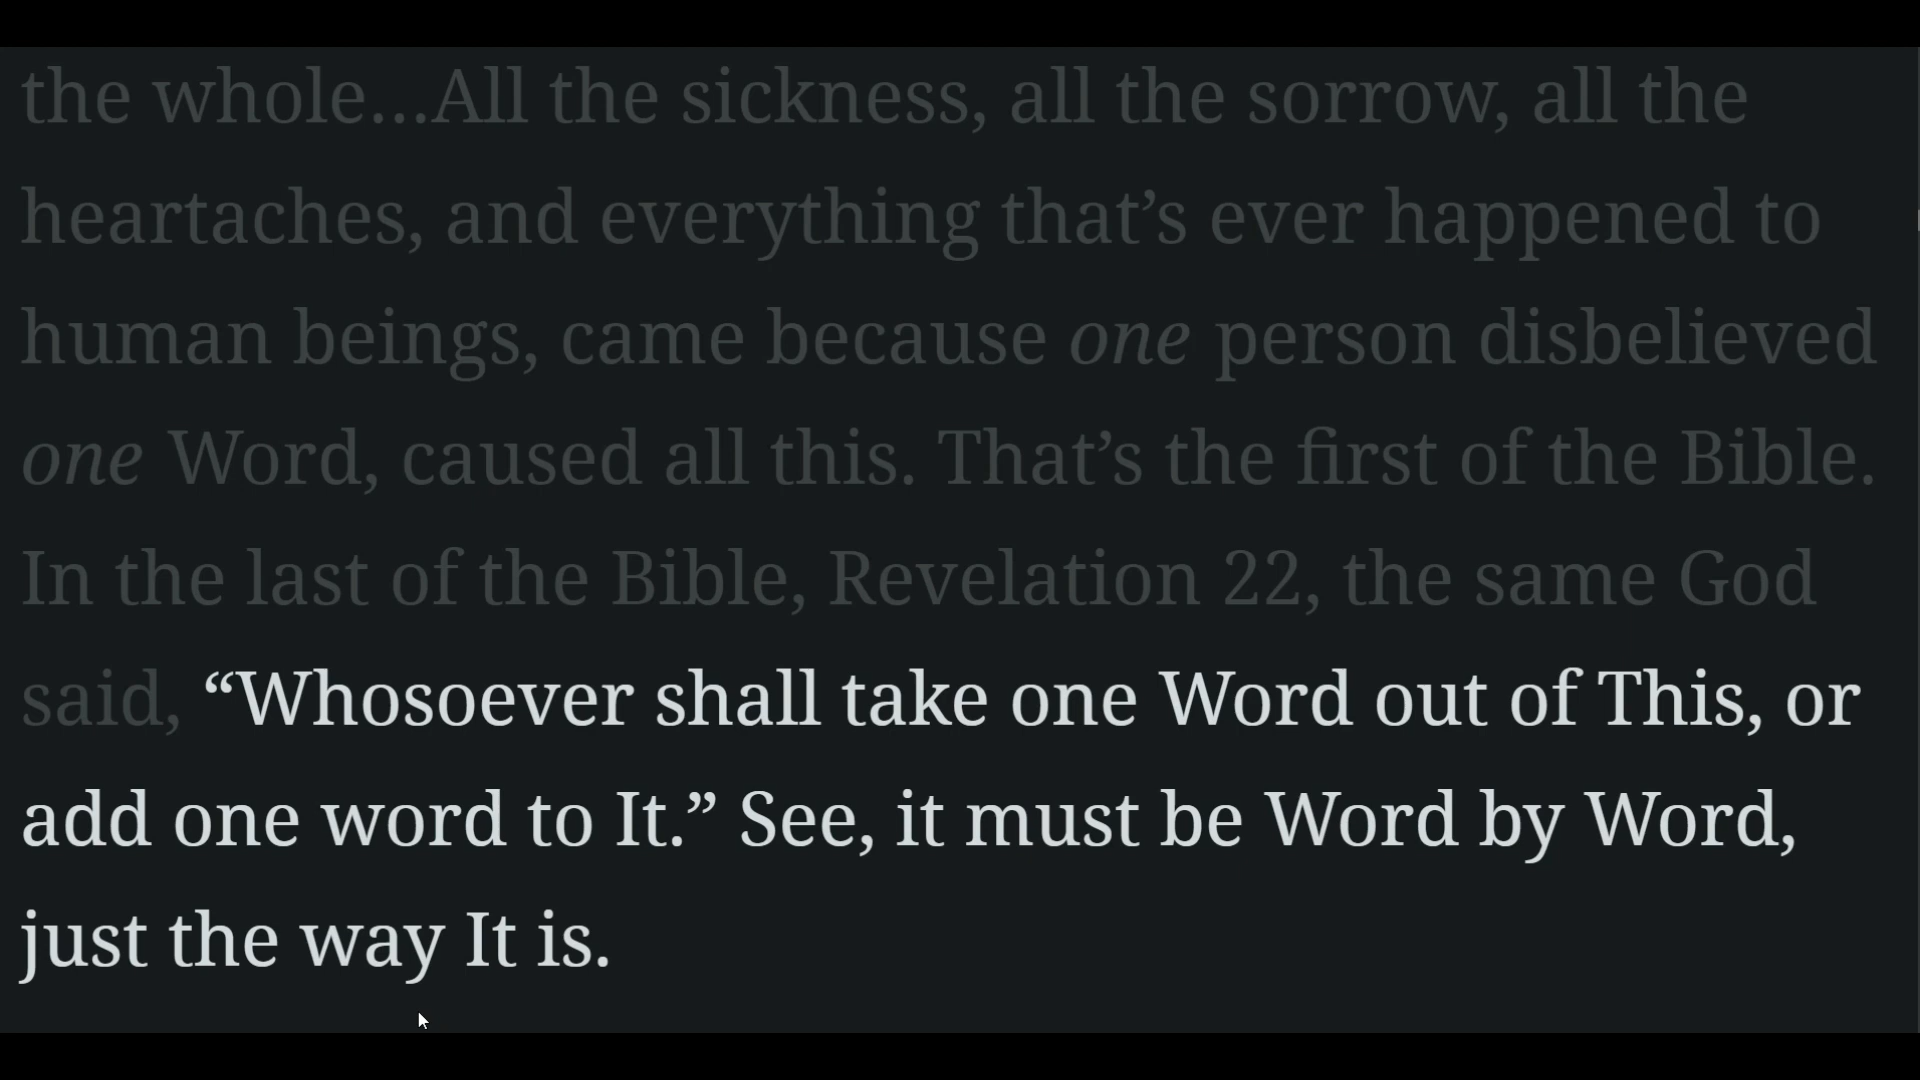 the whole…All the sickness, all the sorrow, all the
heartaches, and everything that’s ever happened to
human beings, came because one person disbelieved
one Word, caused all this. That’s the first of the Bible.
In the last of the Bible, Revelation 22, the same God
said, “Whosoever shall take one Word out of This, or
add one word to It.” See, it must be Word by Word,
just the way It is.